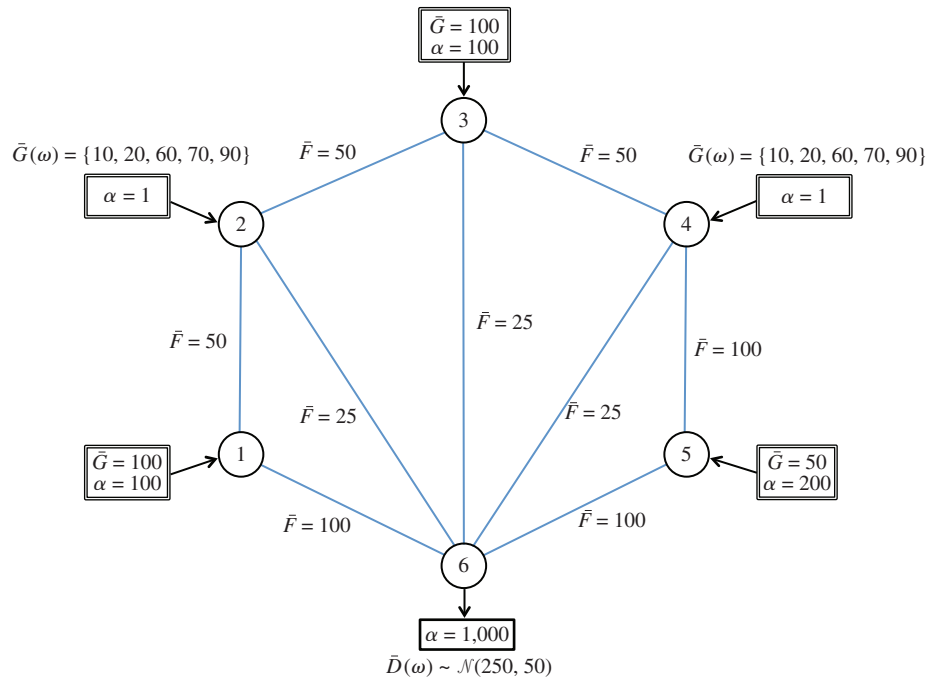 Ḡ = 100
α = 100
3
Ḡ(ω) = {10, 20, 60, 70, 90}
F̄ = 50
F̄ = 50
Ḡ(ω) = {10, 20, 60, 70, 90}
α = 1
α = 1
2
4
F̄ = 25
F̄ = 50
F̄ = 100
F̄ = 25
F̄ = 25
Ḡ = 100
α = 100
1
5
Ḡ = 50
α = 200
F̄ = 100
F̄ = 100
6
α = 1,000
D̄(ω) ~ 𝒩(250, 50)